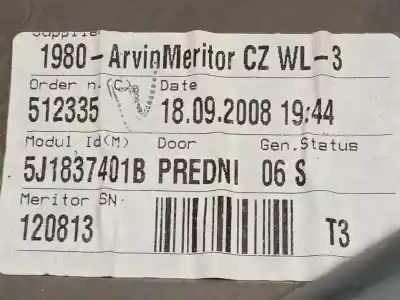 Supplier
1980-ArvinMeritor CZ WL-3
Order n.(C) Date
512335 18.09.2008 19:44
Modul Id(M) Door Gen.Status
5J1837401B PREDNI 06 S
Meritor SN
120813 T3